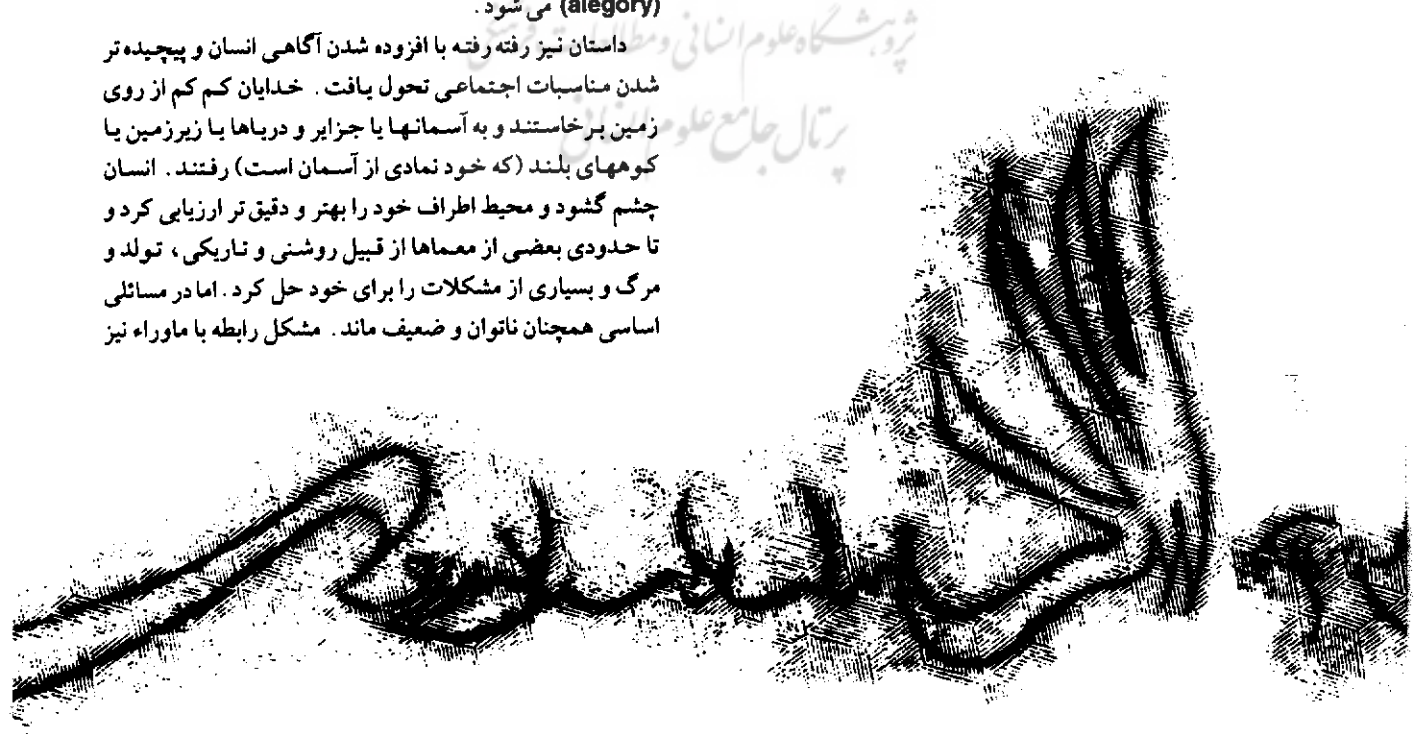 (alegory) می‌شود.
داستان نیز رفته رفته با افزوده شدن آگاهی انسان و پیچیده‌تر
شدن مناسبات اجتماعی تحول یافت. خدایان کم کم از روی
زمین برخاستند و به آسمانها یا جزایر و دریاها یا زیرزمین یا
کوههای بلند (که خود نمادی از آسمان است) رفتند. انسان
چشم گشود و محیط اطراف خود را بهتر و دقیق‌تر ارزیابی کرد و
تا حدودی بعضی از معماها از قبیل روشنی و تاریکی، تولد و
مرگ و بسیاری از مشکلات را برای خود حل کرد. اما در مسائلی
اساسی همچنان ناتوان و ضعیف ماند. مشکل رابطه با ماوراء نیز
پژوهشگاه علوم انسانی و مطالعات فرهنگی
پرتال جامع علوم انسانی